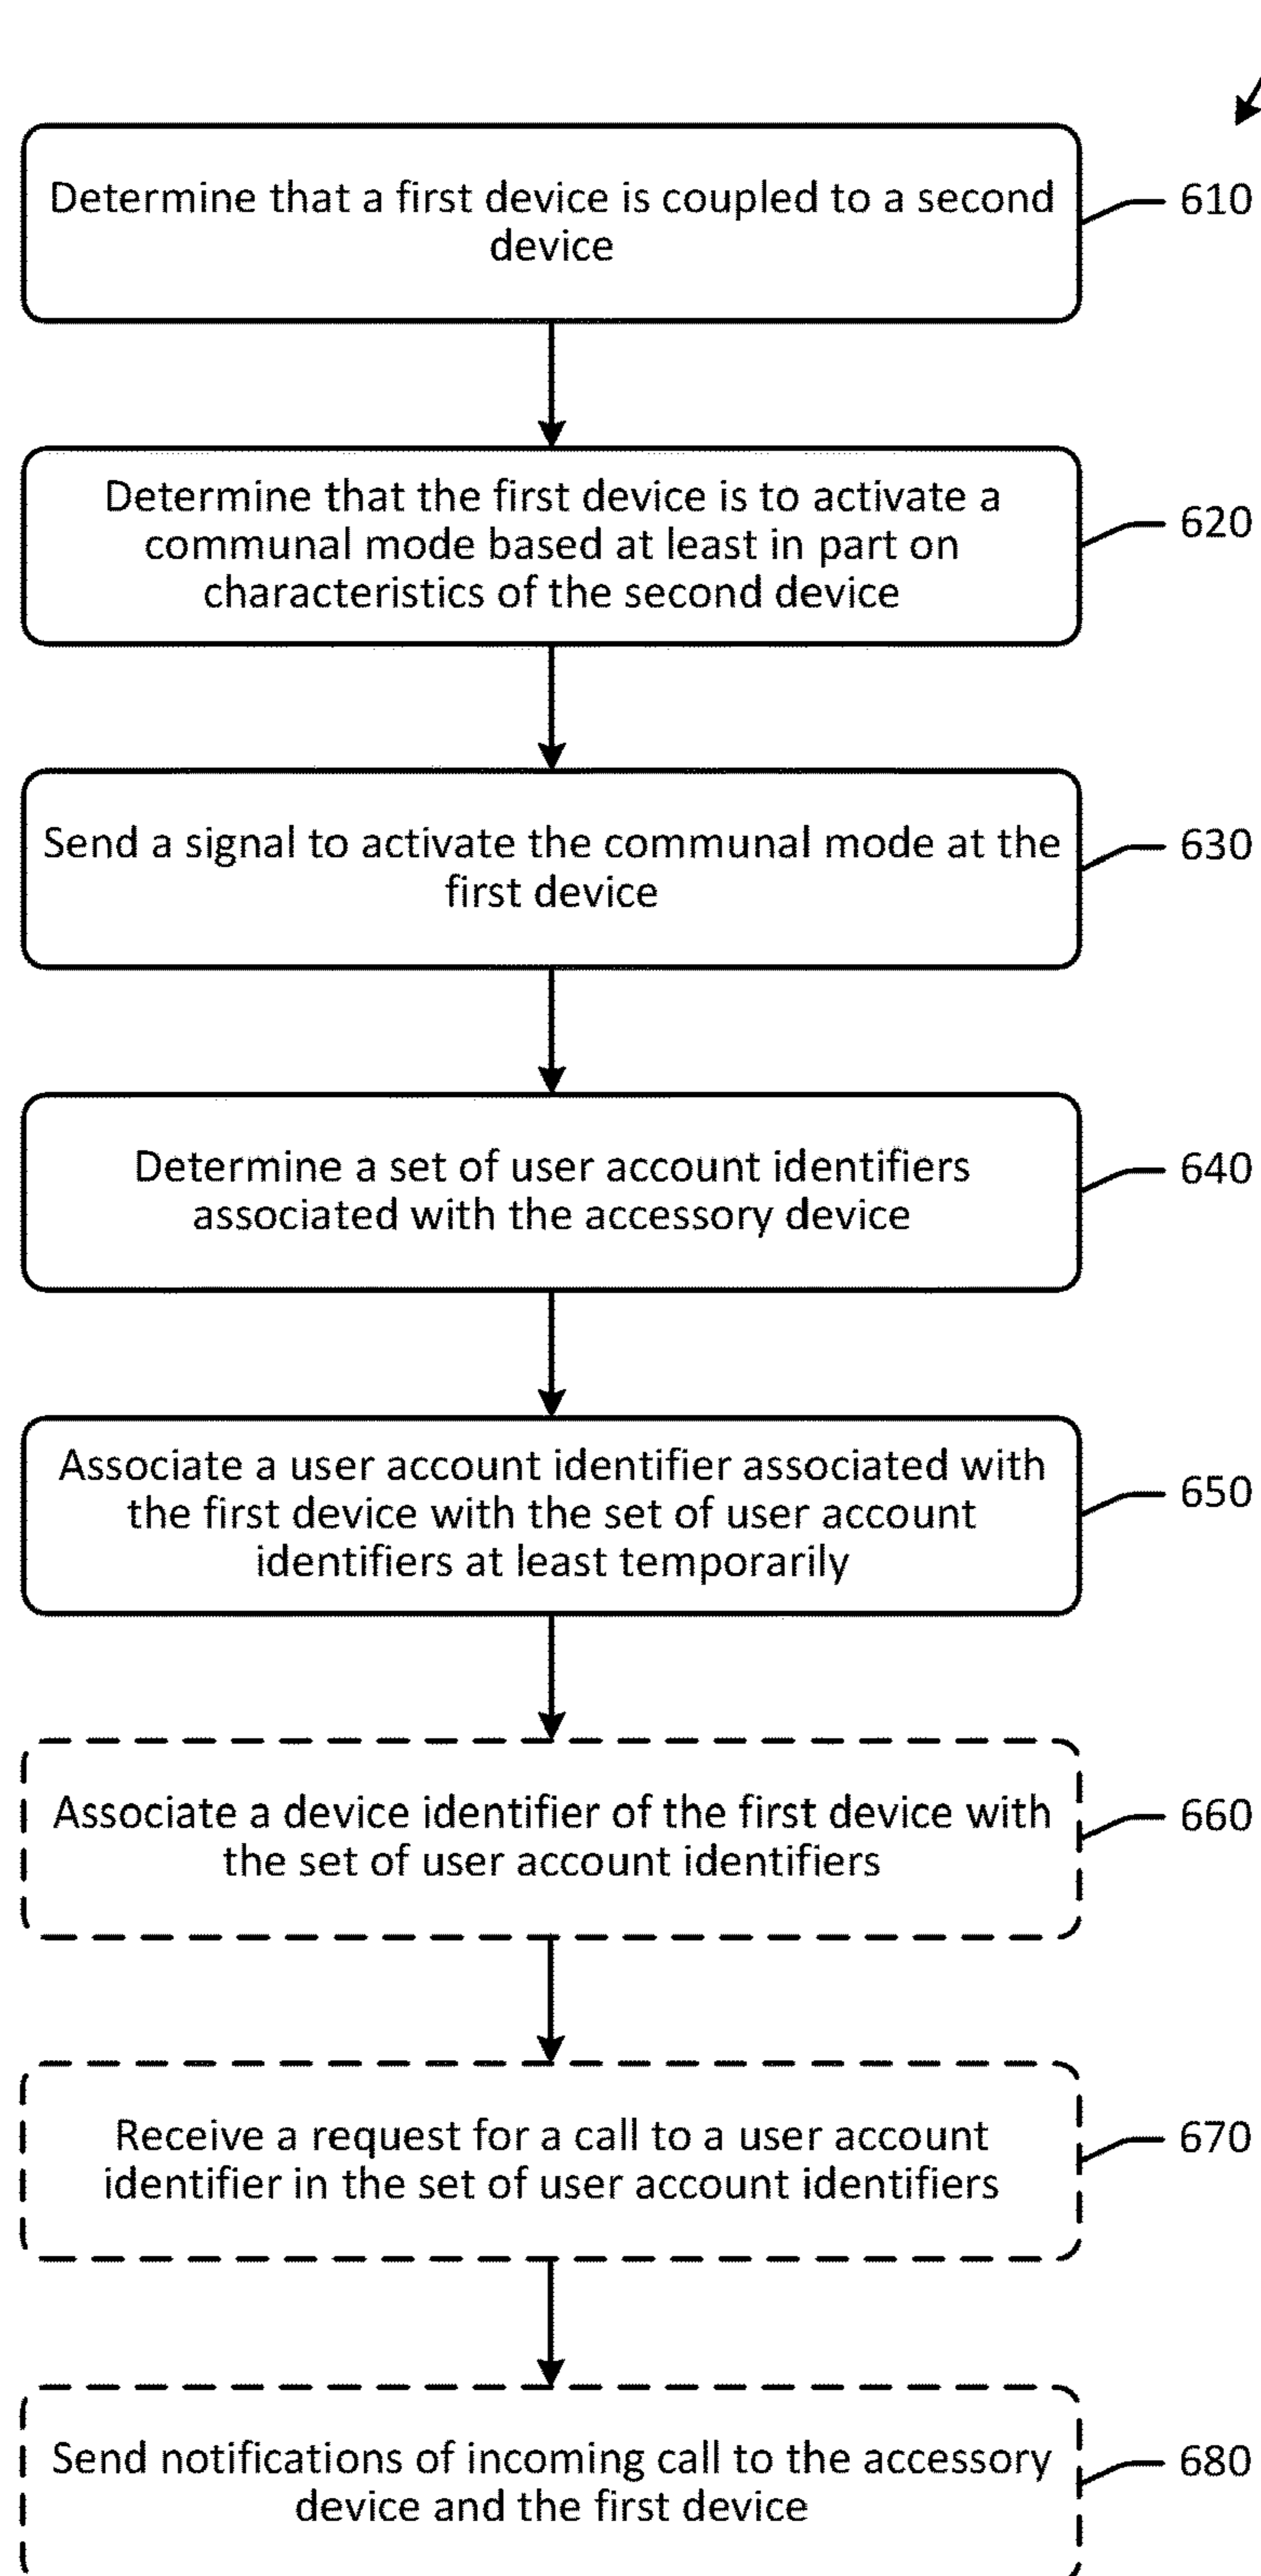 Determine that a first device is coupled to a second
device
610
Determine that the first device is to activate a
communal mode based at least in part on
characteristics of the second device
620
Send a signal to activate the communal mode at the
first device
630
Determine a set of user account identifiers
associated with the accessory device
640
Associate a user account identifier associated with
the first device with the set of user account
identifiers at least temporarily
650
Associate a device identifier of the first device with
the set of user account identifiers
660
Receive a request for a call to a user account
identifier in the set of user account identifiers
670
Send notifications of incoming call to the accessory
device and the first device
680